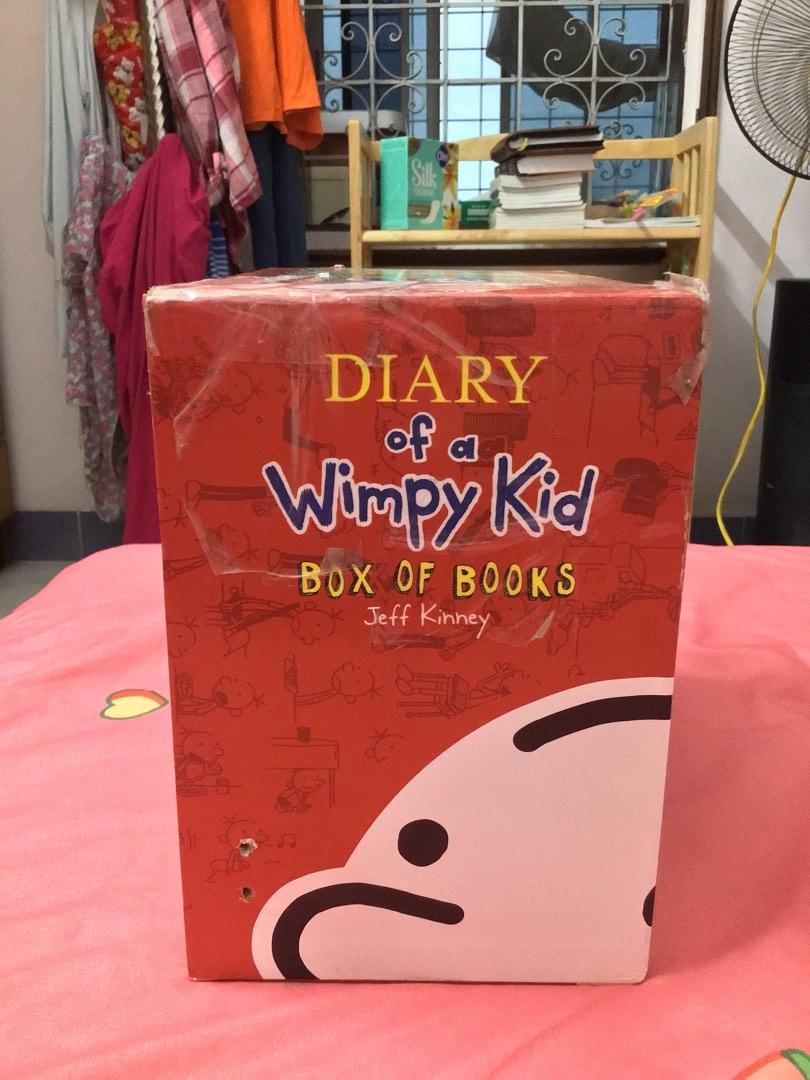 Silk
DIARY
of a
Wimpy Kid
BOX OF BOOKS
Jeff Kinney